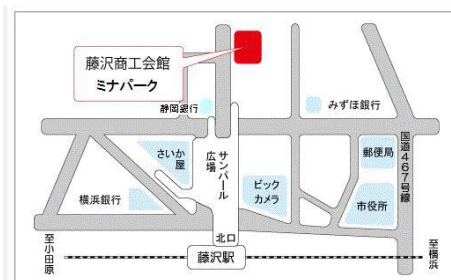 藤沢商工会館
ミナパーク
静岡銀行
みずほ銀行
さいか
屋
サンパール
広場
郵便局
国道467号線
横浜銀行
ビック
カメラ
市役所
北口
藤沢駅
至小田原
至横浜